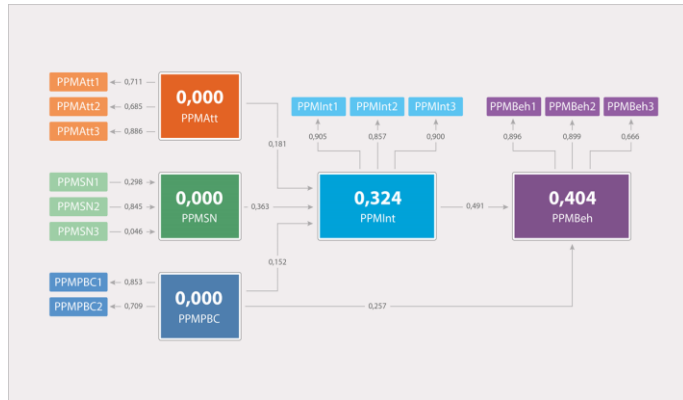 PPMAtt1
0,711
PPMAtt2
0,685
PPMAtt3
0,886
0,000
PPMAtt
0,181
PPMInt1
PPMInt2
PPMInt3
0,905
0,857
0,900
PPMBeh1
PPMBeh2
PPMBeh3
0,896
0,899
0,666
PPMSN1
0,298
PPMSN2
0,845
PPMSN3
0,046
0,000
PPMSN
0,363
0,324
PPMInt
0,491
0,404
PPMBeh
0,152
PPMPBC1
0,853
PPMPBC2
0,709
0,000
PPMPBC
0,257